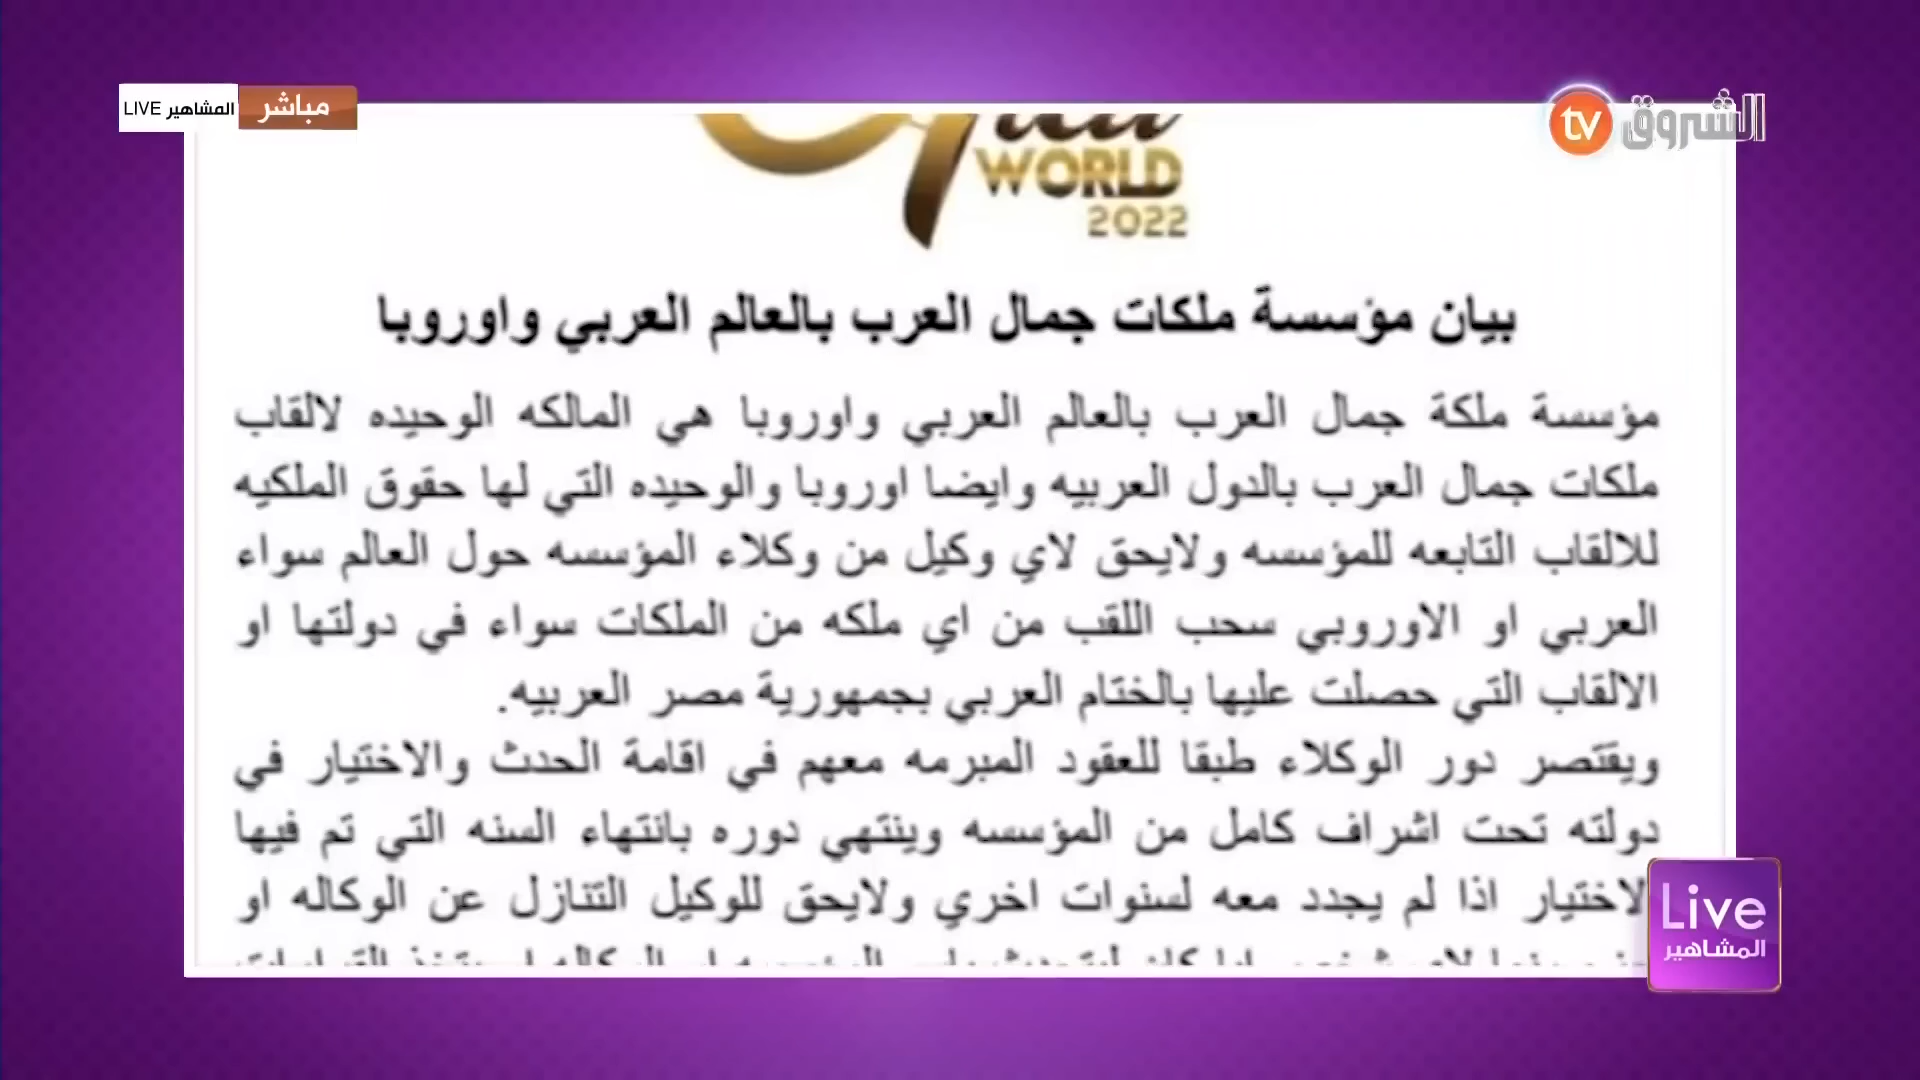 المشاهير LIVE
مباشر
الشروق tv
WORLD
2022
بيان مؤسسة ملكات جمال العرب بالعالم العربي واوروبا
مؤسسة ملكة جمال العرب بالعالم العربي واوروبا هي المالكه الوحيده لالقاب
ملكات جمال العرب بالدول العربيه وايضا اوروبا والوحيده التي لها حقوق الملكيه
للالقاب التابعه للمؤسسه ولايحق لاي وكيل من وكلاء المؤسسه حول العالم سواء
العربي او الاوروبي سحب اللقب من اي ملكه من الملكات سواء في دولتها او
الالقاب التي حصلت عليها بالختام العربي بجمهورية مصر العربيه.
ويقتصر دور الوكلاء طبقا للعقود المبرمه معهم في اقامة الحدث والاختيار في
دولته تحت اشراف كامل من المؤسسه وينتهي دوره بانتهاء السنه التي تم فيها
الاختيار اذا لم يجدد معه لسنوات اخري ولايحق للوكيل التنازل عن الوكاله او
Live
المشاهير